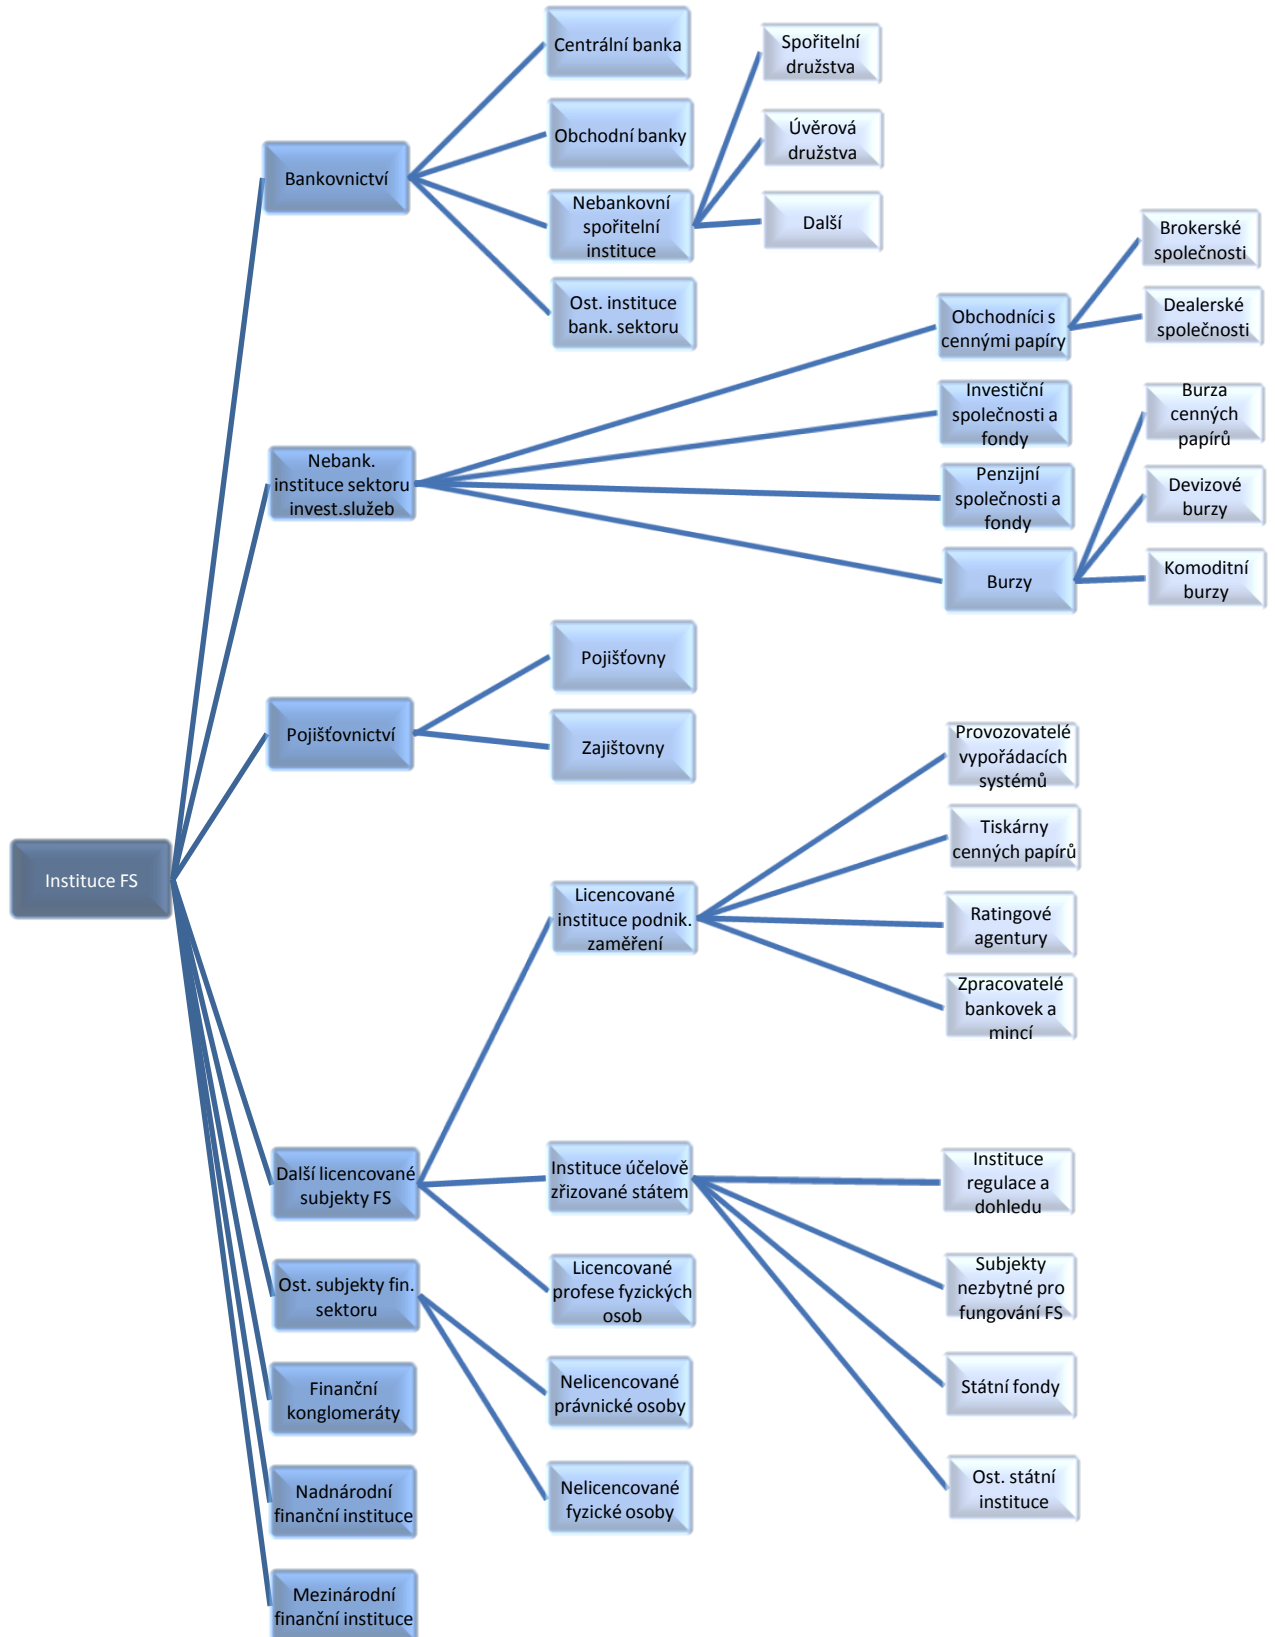 Centrální banka
Spořitelní
družstva
Obchodní banky
Úvěrová
družstva
Bankovnictví
Nebankovní
spořitelní
instituce
Další
Brokerské
společnosti
Ost. instituce
bank. sektoru
Obchodníci s
cennými papíry
Dealerské
společnosti
Investiční
společnosti a
fondy
Burza
cenných
papírů
Nebank.
instituce sektoru
invest.služeb
Penzijní
společnosti a
fondy
Devizové
burzy
Burzy
Komoditní
burzy
Pojišťovny
Pojišťovnictví
Zajištovny
Provozovatelé
vypořádacích
systémů
Tiskárny
cenných papírů
Instituce FS
Licencované
instituce podnik.
zaměření
Ratingové
agentury
Zpracovatelé
bankovek a
mincí
Další licencované
subjekty FS
Instituce účelově
zřizované státem
Instituce
regulace a
dohledu
Ost. subjekty fin.
sektoru
Licencované
profese fyzických
osob
Subjekty
nezbytné pro
fungování FS
Finanční
konglomeráty
Nelicencované
právnické osoby
Státní fondy
Nadnárodní
finanční instituce
Nelicencované
fyzické osoby
Ost. státní
instituce
Mezinárodní
finanční instituce